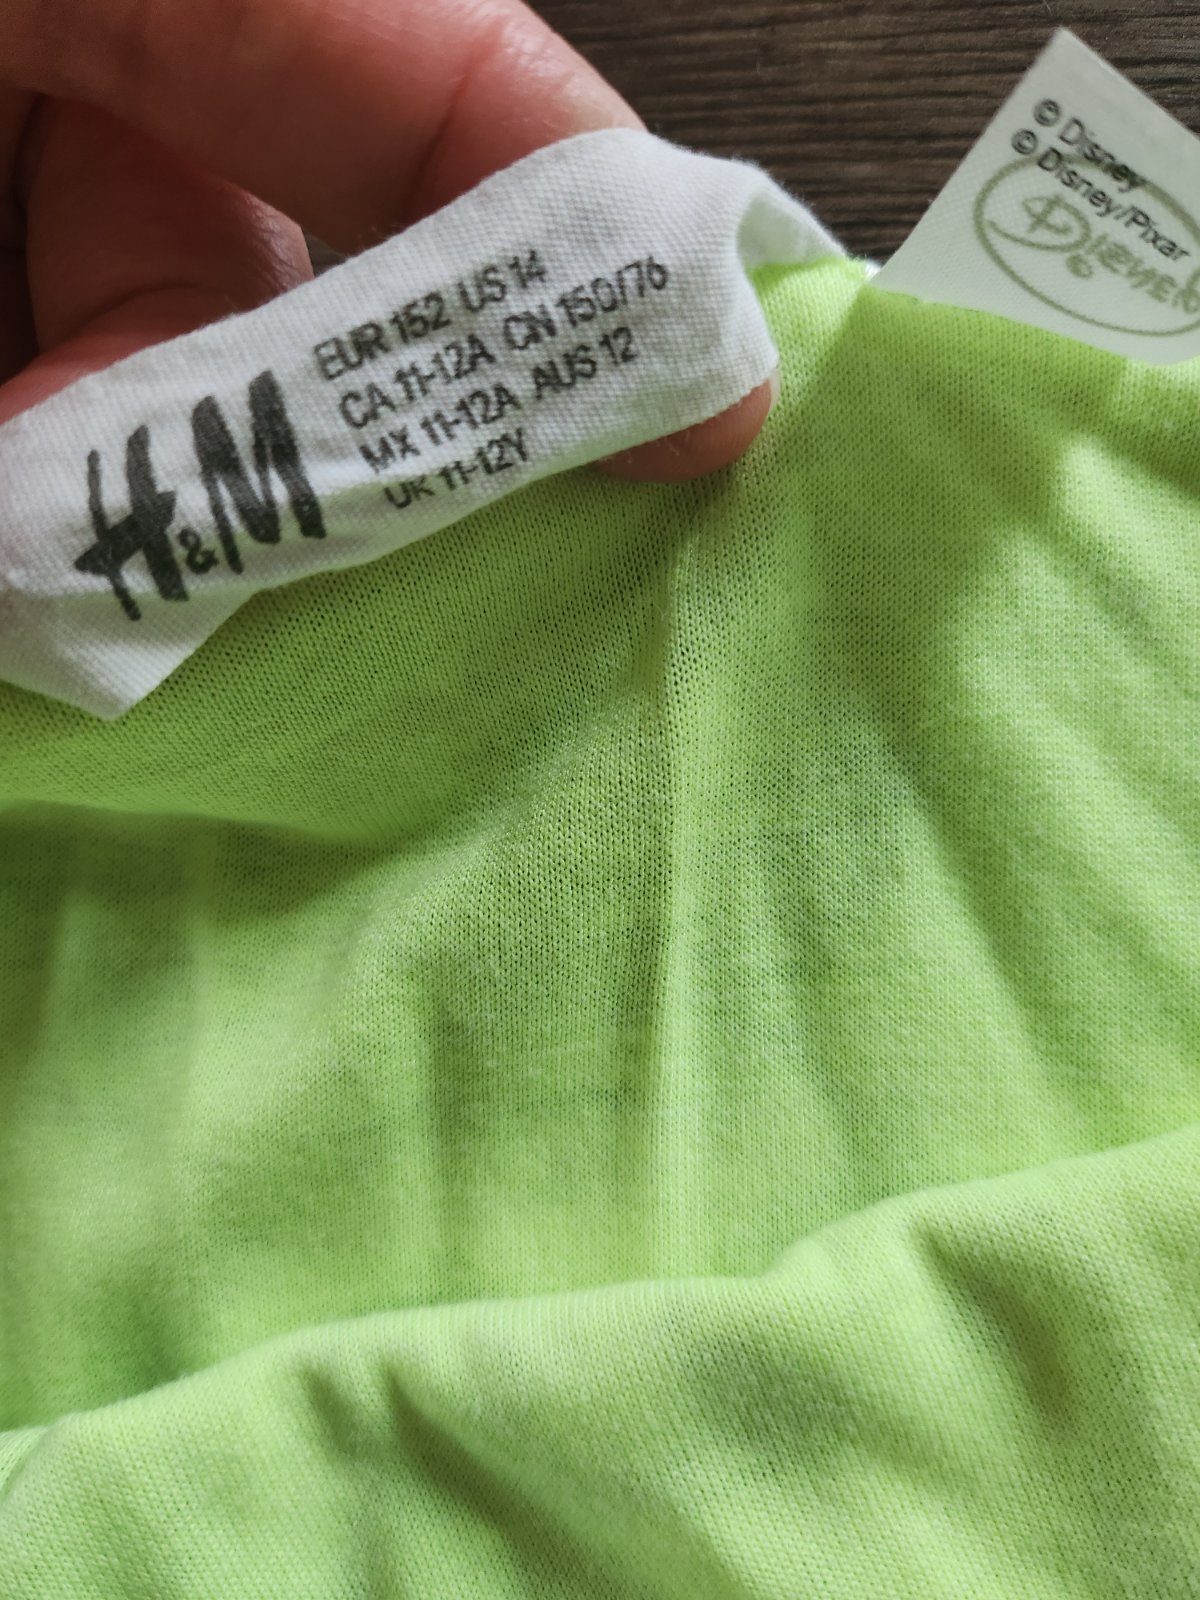 H&M
EUR 152 US 14
CA 11-12A CN 150/76
MX 11-12A AUS 12
UK 11-12Y
© Disney
© Disney/Pixar